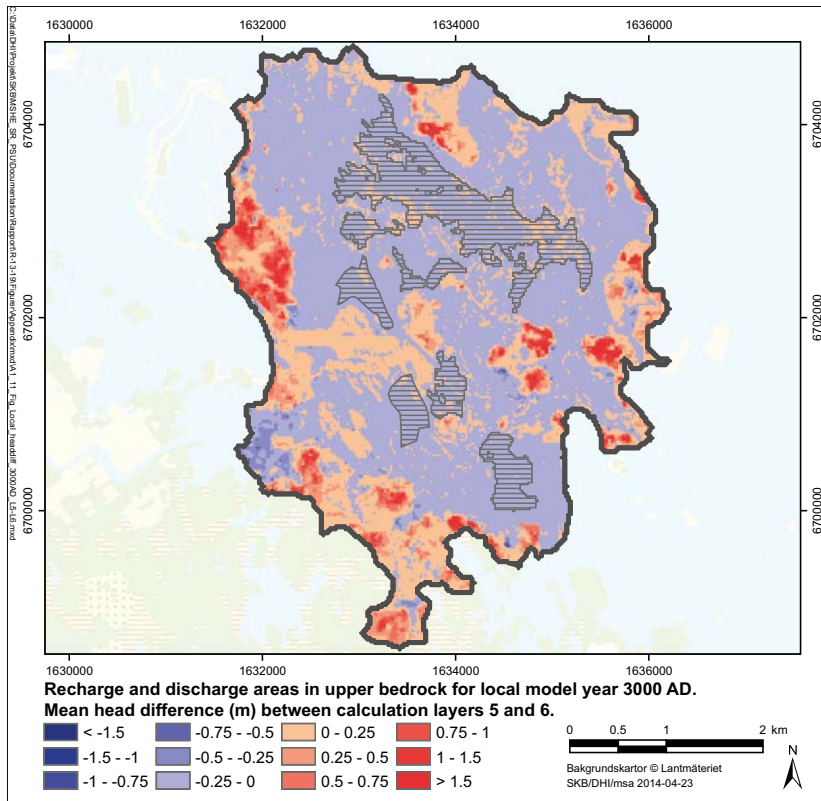 1630000 1632000 1634000 1636000
6704000 6704000
6702000 6702000
6700000 6700000
1630000 1632000 1634000 1636000
Recharge and discharge areas in upper bedrock for local model year 3000 AD.
Mean head difference (m) between calculation layers 5 and 6.
< -1.5 -0.75 - -0.5 0 - 0.25 0.75 - 1
-1.5 - -1 -0.5 - -0.25 0.25 - 0.5 1 - 1.5
-1 - -0.75 -0.25 - 0 0.5 - 0.75 > 1.5
0 0.5 1 2 km
Bakgrundskartor © Lantmäteriet
SKB/DHI/msa 2014-04-23
N